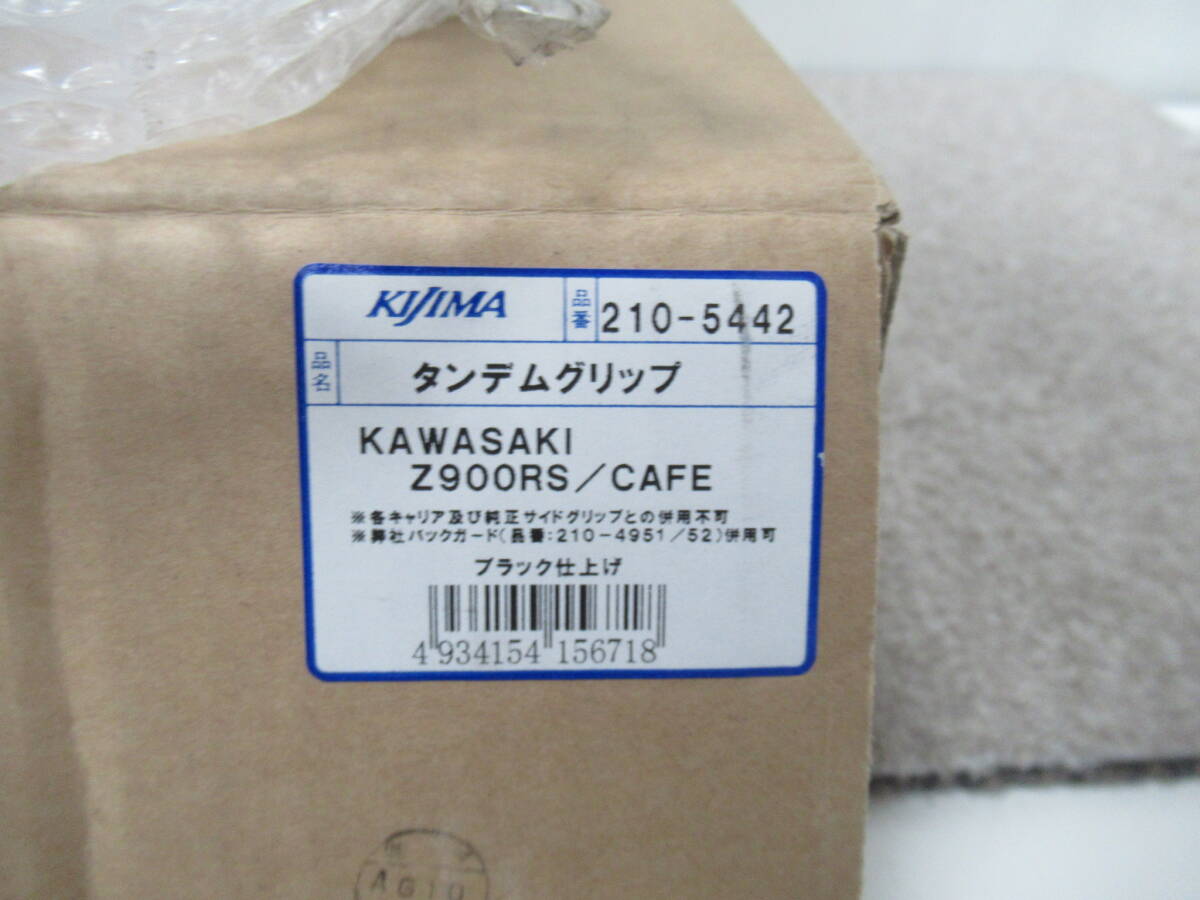 KIJIMA 品番 210-5442
品名 タンデムグリップ
KAWASAKI
Z900RS/CAFE
※各キャリア及び純正サイドグリップとの併用不可
※弊社バックガード(品番:210-4951/52)併用可
ブラック仕上げ
4 934154 156718